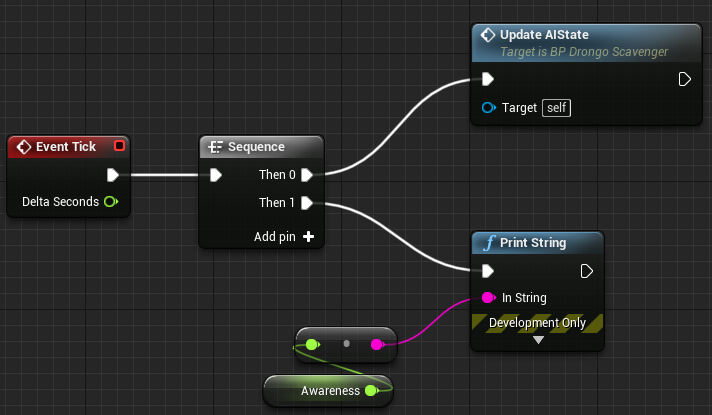 Update AIState
Target is BP Drongo Scavenger
Target self
Event Tick
Delta Seconds
Sequence
Then 0
Then 1
Add pin
Print String
In String
Development Only
Awareness